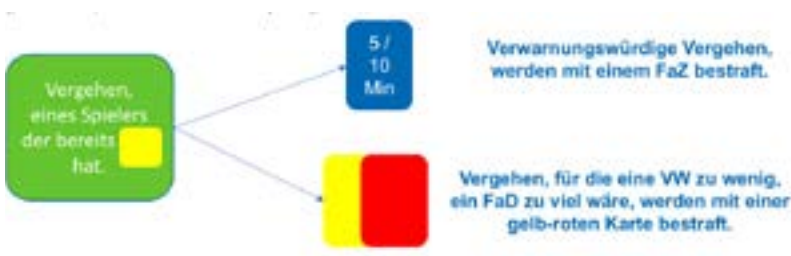 Vergehen,
eines Spielers
der bereits
hat.
5 /
10
Min
Verwarnungswürdige Vergehen,
werden mit einem FaZ bestraft.
Vergehen, für die eine VW zu wenig,
ein FaD zu viel wäre, werden mit einer
gelb-roten Karte bestraft.